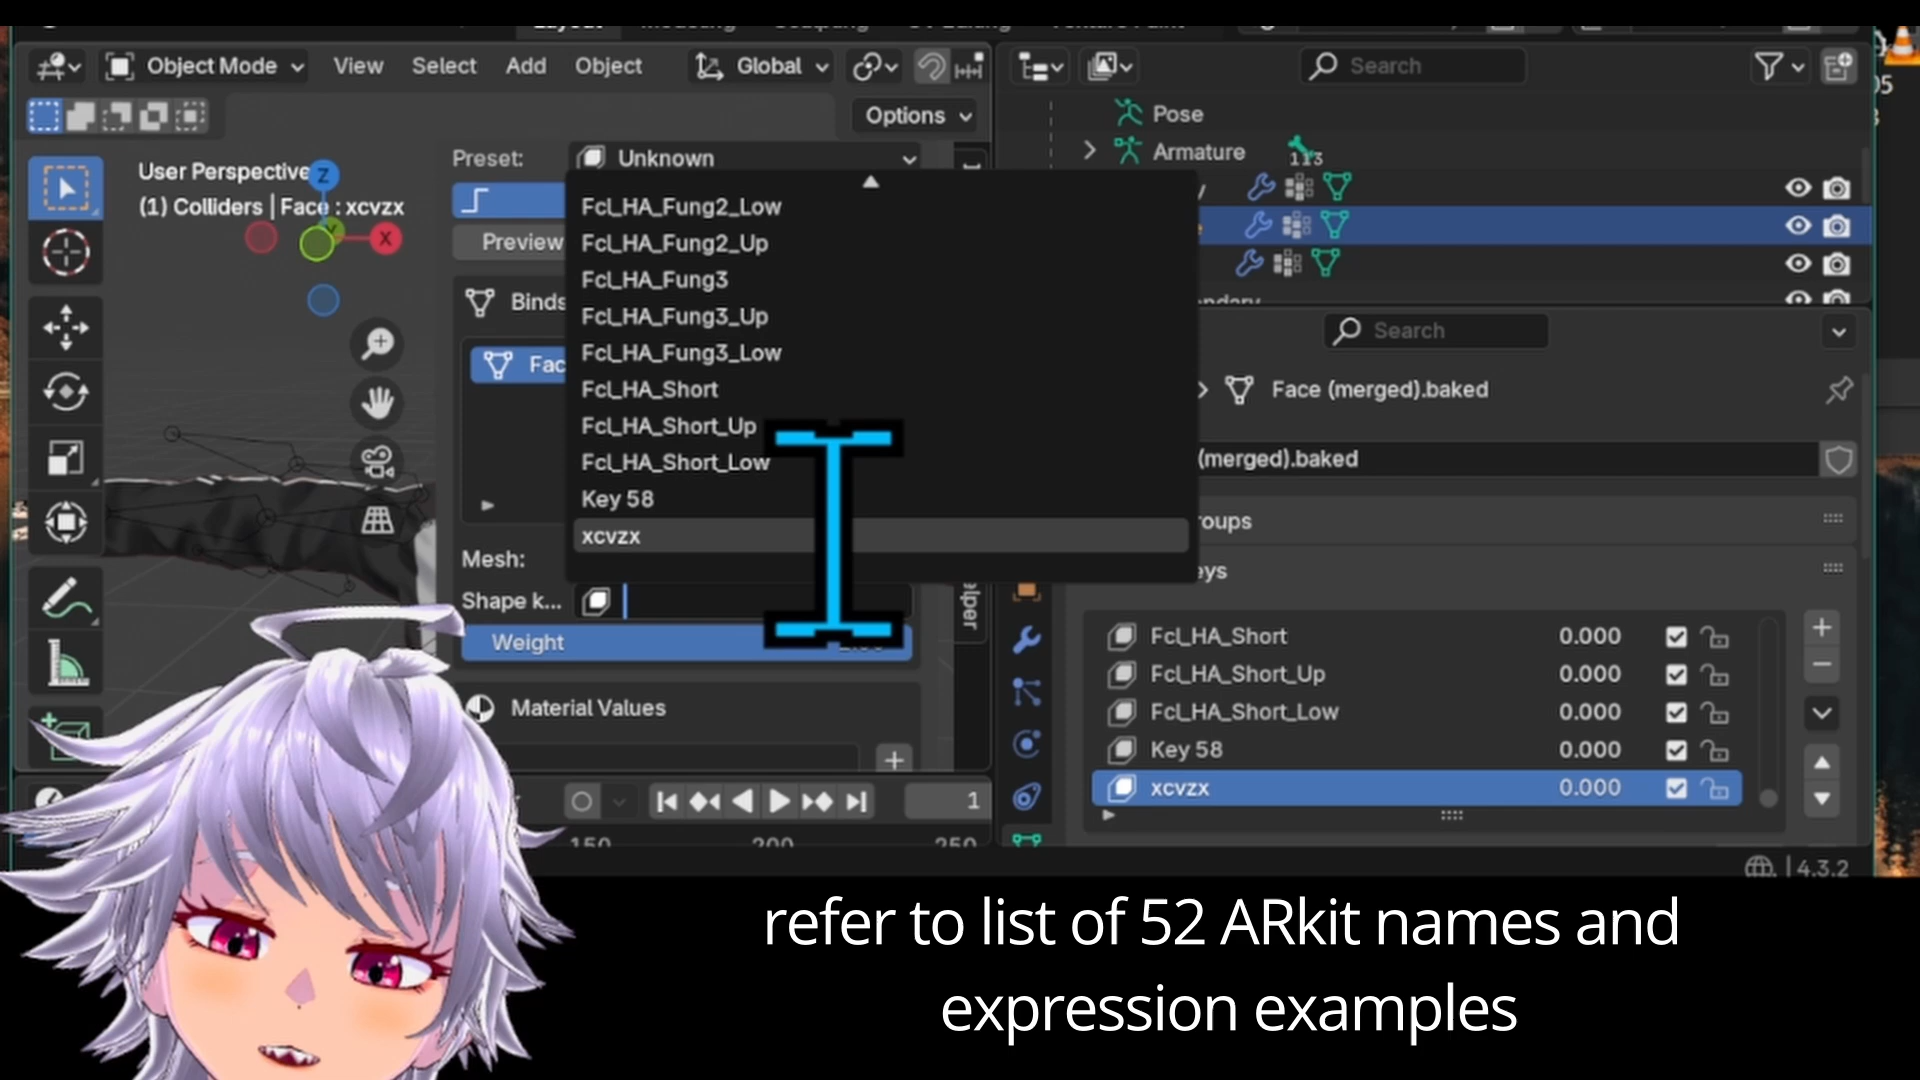 Object Mode View Select Add Object Global Search
Options
Pose
Armature
113
Preset: Unknown
User Perspective
(1) Colliders | Face : xcvzx
Z
Y
X
Preview
Binds
Fac
Fcl_HA_Fung2_Low
Fcl_HA_Fung2_Up
Fcl_HA_Fung3
Fcl_HA_Fung3_Up
Fcl_HA_Fung3_Low
Fcl_HA_Short
Fcl_HA_Short_Up
Fcl_HA_Short_Low
Key 58
xcvzx
Mesh:
Shape k...
Weight
Material Values
1
150 200 250
Search
Face (merged).baked
(merged).baked
oups
eys
elper
Fcl_HA_Short 0.000
Fcl_HA_Short_Up 0.000
Fcl_HA_Short_Low 0.000
Key 58 0.000
xcvzx 0.000
4.3.2
refer to list of 52 ARkit names and
expression examples